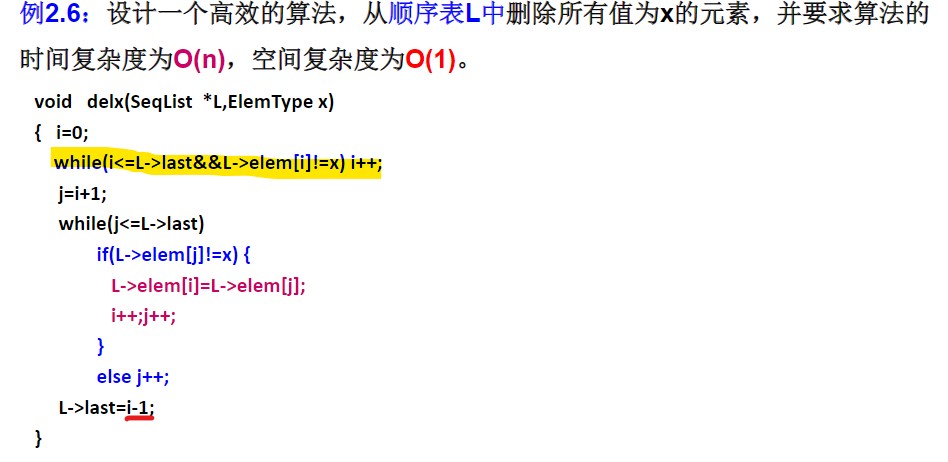 例2.6：设计一个高效的算法，从顺序表L中删除所有值为x的元素，并要求算法的
时间复杂度为O(n)，空间复杂度为O(1)。
void delx(SeqList *L,ElemType x)
{ i=0;
while(i<=L->last&&L->elem[i]!=x) i++;
j=i+1;
while(j<=L->last)
if(L->elem[j]!=x) {
L->elem[i]=L->elem[j];
i++;j++;
}
else j++;
L->last=i-1;
}